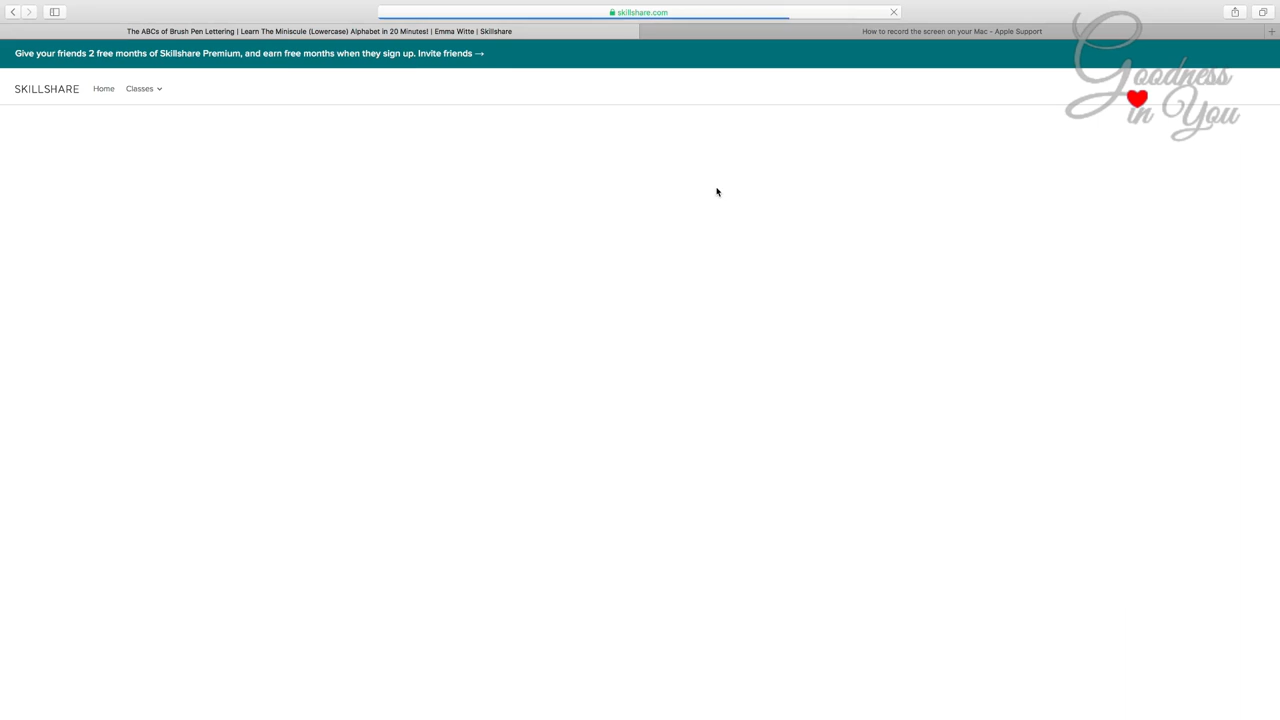 skillshare.com
The ABCs of Brush Pen Lettering | Learn The Miniscule (Lowercase) Alphabet in 20 Minutes! | Emma Witte | Skillshare
How to record the screen on your Mac - Apple Support
Give your friends 2 free months of Skillshare Premium, and earn free months when they sign up. Invite friends →
SKILLSHARE Home Classes
Goodness
in You